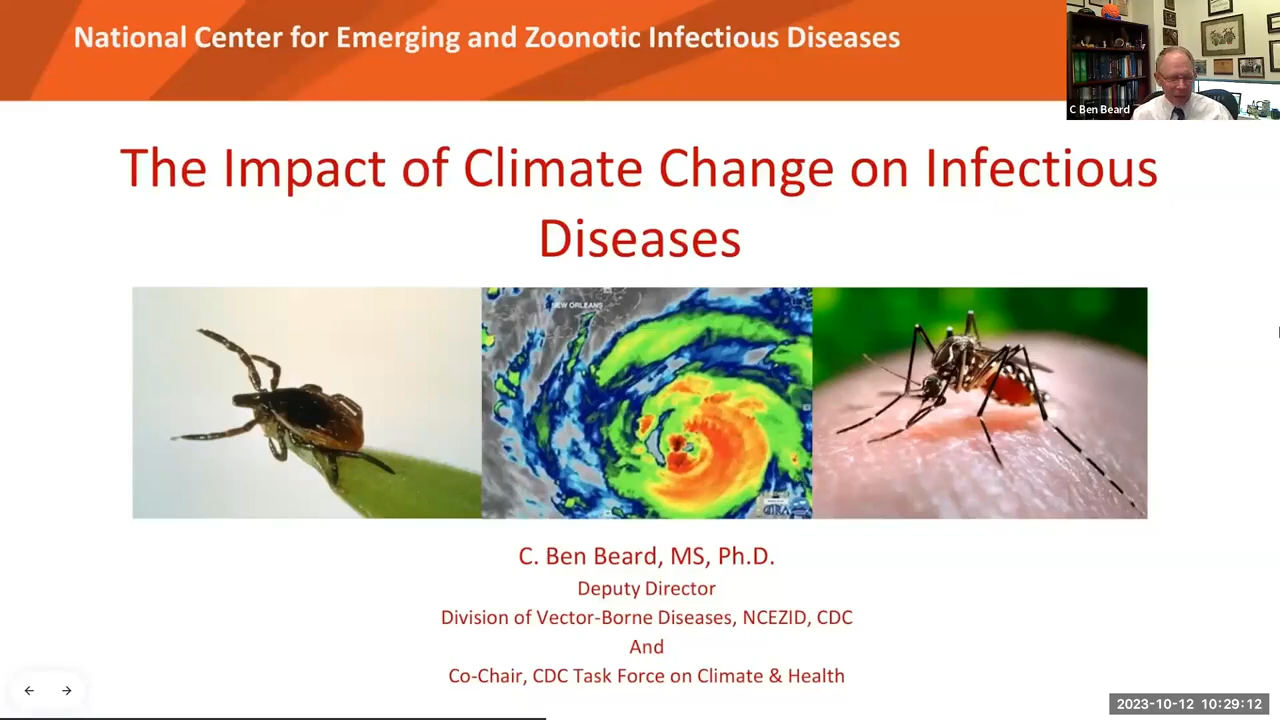 National Center for Emerging and Zoonotic Infectious Diseases
C Ben Beard
The Impact of Climate Change on Infectious
Diseases
NEW ORLEANS
C. Ben Beard, MS, Ph.D.
Deputy Director
Division of Vector-Borne Diseases, NCEZID, CDC
And
Co-Chair, CDC Task Force on Climate & Health
2023-10-12 10:29:12